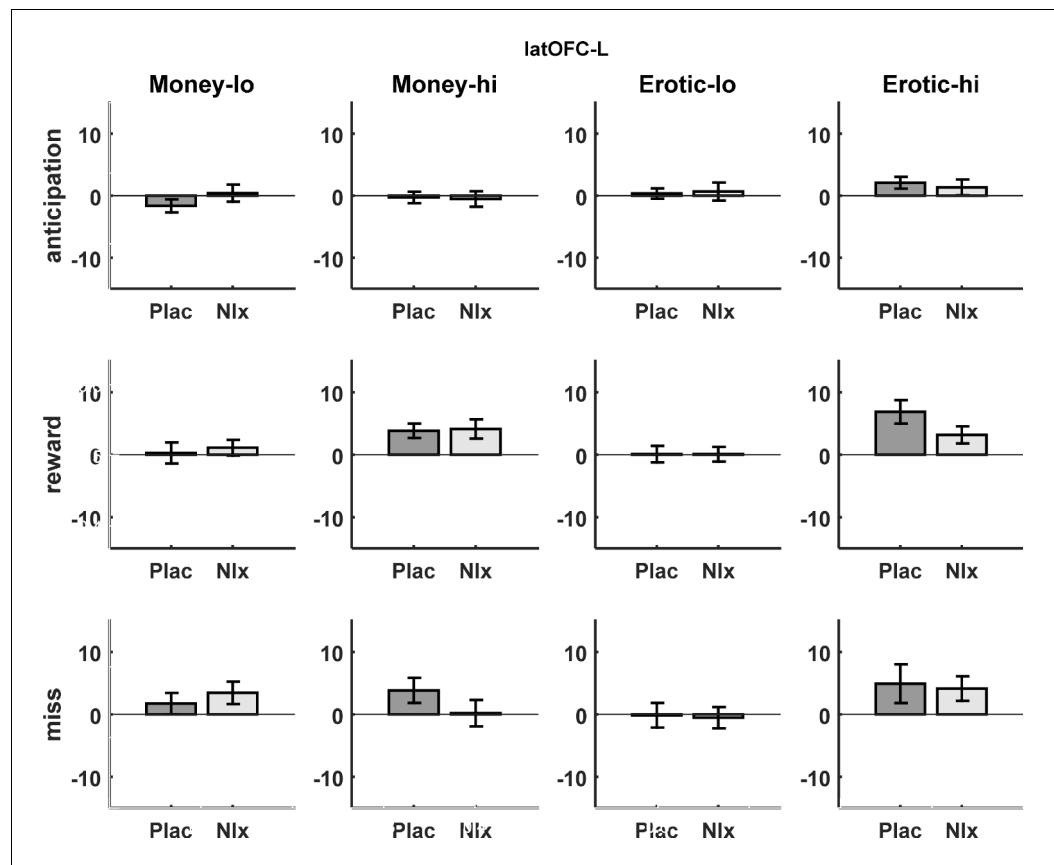 latOFC-L
Money-lo Money-hi Erotic-lo Erotic-hi
anticipation
10 10 10 10
0 0 0 0
-10 -10 -10 -10
Plac Nlx Plac Nlx Plac Nlx Plac Nlx
reward
10 10 10 10
0 0 0 0
-10 -10 -10 -10
Plac Nlx Plac Nlx Plac Nlx Plac Nlx
miss
10 10 10 10
0 0 0 0
-10 -10 -10 -10
Plac Nlx Plac Nlx Plac Nlx Plac Nlx